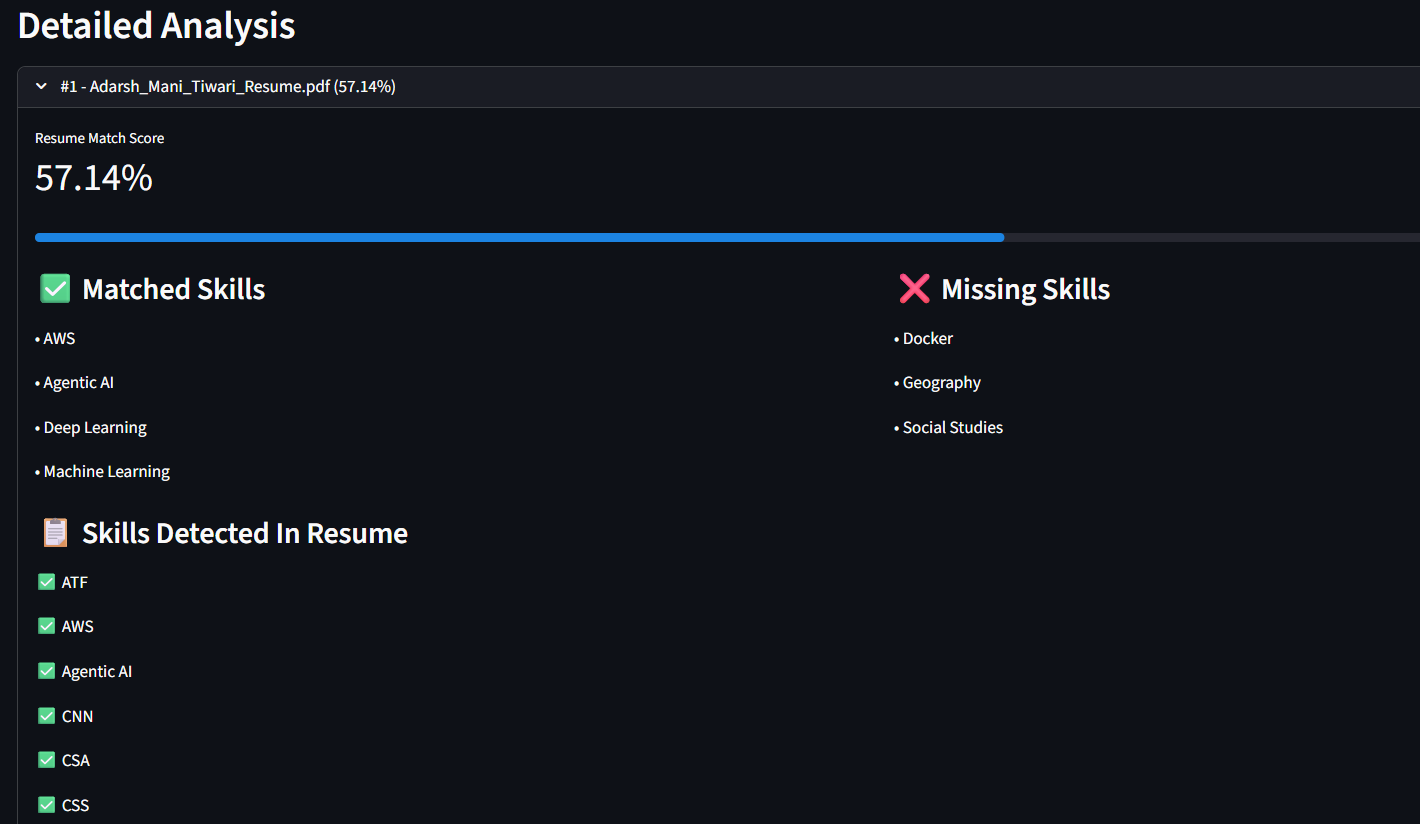 Detailed Analysis
#1 - Adarsh_Mani_Tiwari_Resume.pdf (57.14%)
Resume Match Score
57.14%
Matched Skills
• AWS
• Agentic AI
• Deep Learning
• Machine Learning
Missing Skills
• Docker
• Geography
• Social Studies
Skills Detected In Resume
ATF
AWS
Agentic AI
CNN
CSA
CSS